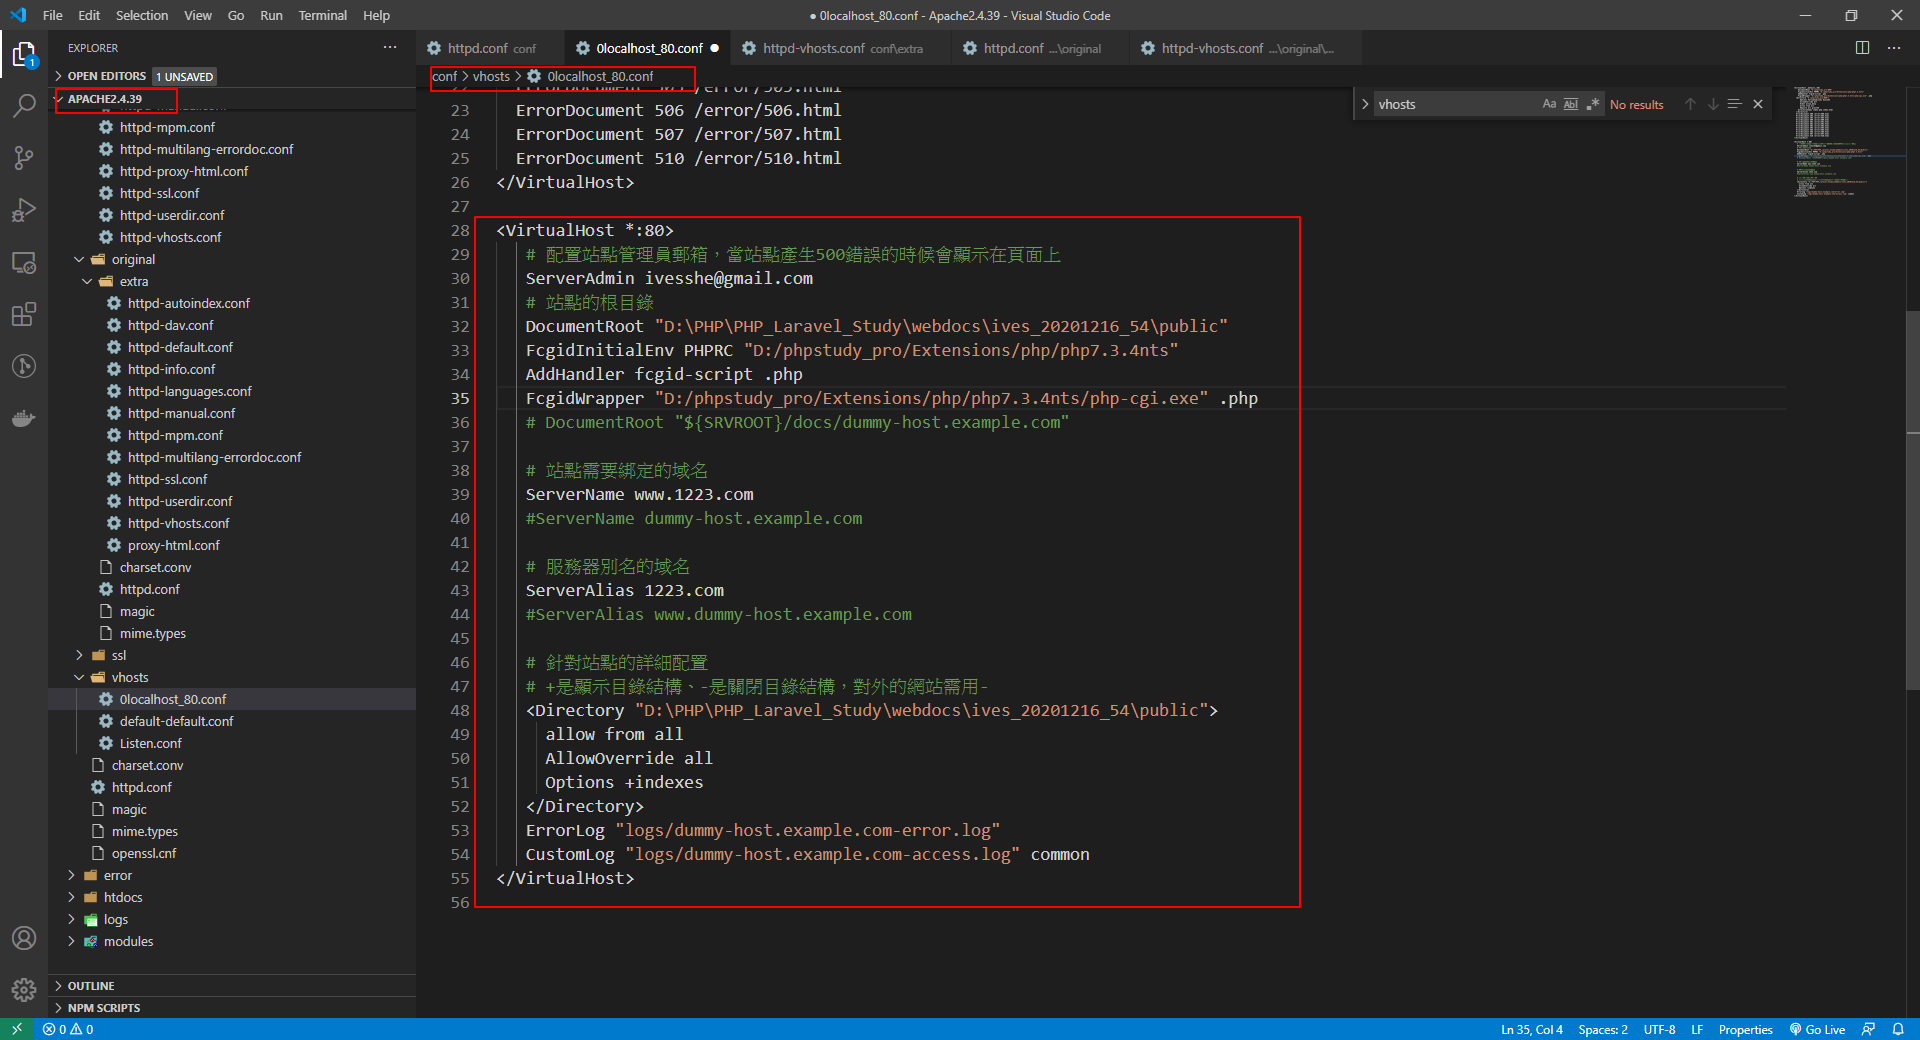 File Edit Selection View Go Run Terminal Help
● 0localhost_80.conf - Apache2.4.39 - Visual Studio Code
EXPLORER
OPEN EDITORS 1 UNSAVED
APACHE2.4.39
httpd-manual.conf
httpd-mpm.conf
httpd-multilang-errordoc.conf
httpd-proxy-html.conf
httpd-ssl.conf
httpd-userdir.conf
httpd-vhosts.conf
original
extra
httpd-autoindex.conf
httpd-dav.conf
httpd-default.conf
httpd-info.conf
httpd-languages.conf
httpd-manual.conf
httpd-mpm.conf
httpd-multilang-errordoc.conf
httpd-ssl.conf
httpd-userdir.conf
httpd-vhosts.conf
proxy-html.conf
charset.conv
httpd.conf
magic
mime.types
ssl
vhosts
0localhost_80.conf
default-default.conf
Listen.conf
charset.conv
httpd.conf
magic
mime.types
openssl.cnf
error
htdocs
logs
modules
OUTLINE
NPM SCRIPTS
1
httpd.conf conf
0localhost_80.conf ●
httpd-vhosts.conf conf\extra
httpd.conf ...\original
httpd-vhosts.conf ...\original\...
conf > vhosts > 0localhost_80.conf
vhosts Aa Abl .* No results
22 ErrorDocument 505 /error/505.html
23 ErrorDocument 506 /error/506.html
24 ErrorDocument 507 /error/507.html
25 ErrorDocument 510 /error/510.html
26 </VirtualHost>
27
28 <VirtualHost *:80>
29 # 配置站點管理員郵箱，當站點產生500錯誤的時候會顯示在頁面上
30 ServerAdmin ivesshe@gmail.com
31 # 站點的根目錄
32 DocumentRoot "D:\PHP\PHP_Laravel_Study\webdocs\ives_20201216_54\public"
33 FcgidInitialEnv PHPRC "D:/phpstudy_pro/Extensions/php/php7.3.4nts"
34 AddHandler fcgid-script .php
35 FcgidWrapper "D:/phpstudy_pro/Extensions/php/php7.3.4nts/php-cgi.exe" .php
36 # DocumentRoot "${SRVROOT}/docs/dummy-host.example.com"
37
38 # 站點需要綁定的域名
39 ServerName www.1223.com
40 #ServerName dummy-host.example.com
41
42 # 服務器別名的域名
43 ServerAlias 1223.com
44 #ServerAlias www.dummy-host.example.com
45
46 # 針對站點的詳細配置
47 # +是顯示目錄結構、-是關閉目錄結構，對外的網站需用-
48 <Directory "D:\PHP\PHP_Laravel_Study\webdocs\ives_20201216_54\public">
49 allow from all
50 AllowOverride all
51 Options +indexes
52 </Directory>
53 ErrorLog "logs/dummy-host.example.com-error.log"
54 CustomLog "logs/dummy-host.example.com-access.log" common
55 </VirtualHost>
56
0 0 Ln 35, Col 4 Spaces: 2 UTF-8 LF Properties Go Live